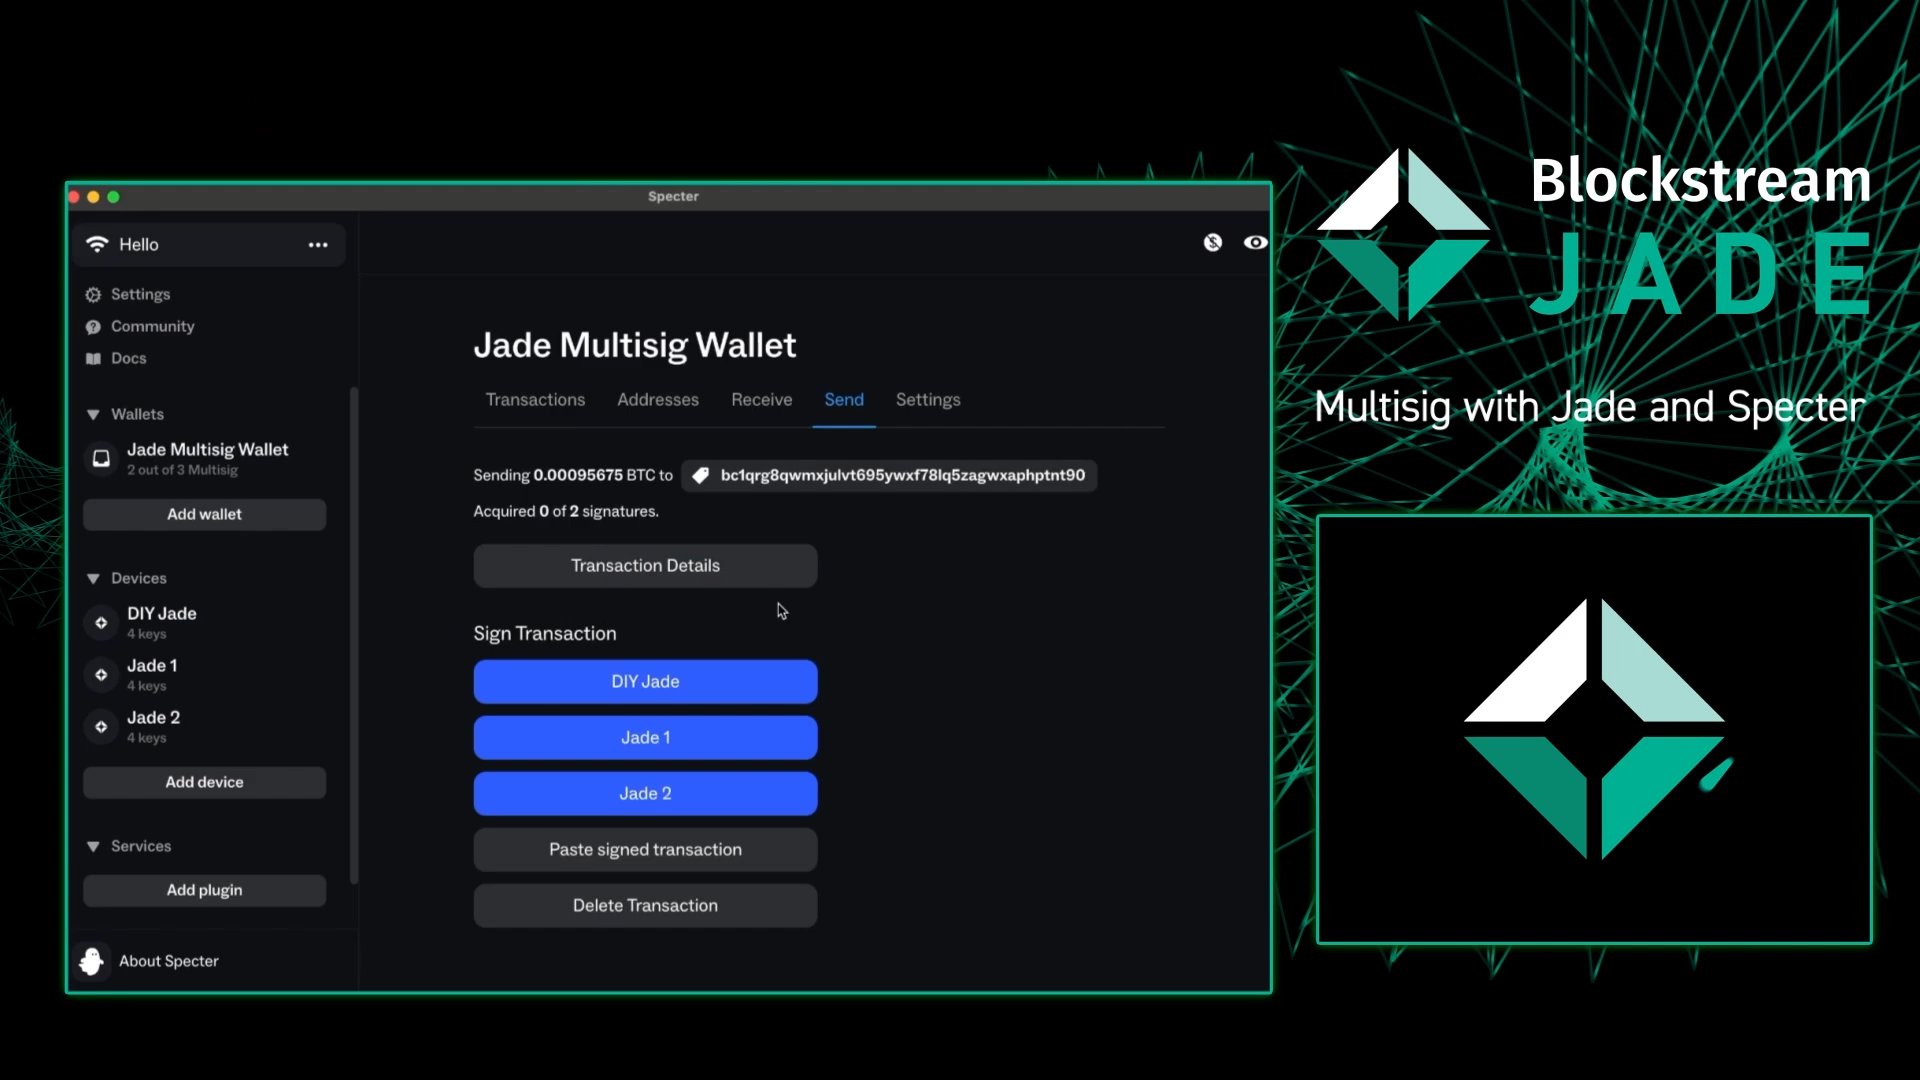 Specter
Hello
Settings
Community
Docs
Wallets
Jade Multisig Wallet
2 out of 3 Multisig
Add wallet
Devices
DIY Jade
4 keys
Jade 1
4 keys
Jade 2
4 keys
Add device
Services
Add plugin
About Specter
Jade Multisig Wallet
Transactions Addresses Receive Send Settings
Sending 0.00095675 BTC to bc1qrg8qwmxjulvt695ywxf78lq5zagwxaphptnt90
Acquired 0 of 2 signatures.
Transaction Details
Sign Transaction
DIY Jade
Jade 1
Jade 2
Paste signed transaction
Delete Transaction
Blockstream
JADE
Multisig with Jade and Specter